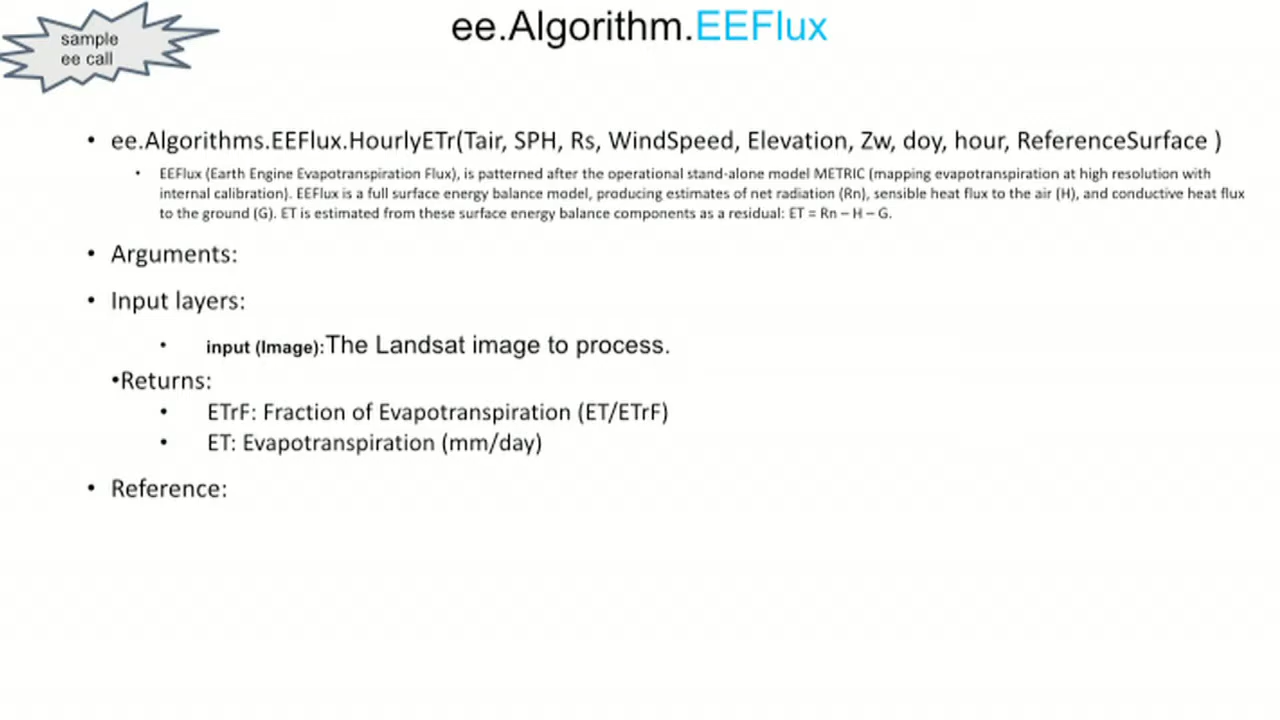 sample
ee call
ee.Algorithm.EEFlux
• ee.Algorithms.EEFlux.HourlyETr(Tair, SPH, Rs, WindSpeed, Elevation, Zw, doy, hour, ReferenceSurface )
• EEFlux (Earth Engine Evapotranspiration Flux), is patterned after the operational stand-alone model METRIC (mapping evapotranspiration at high resolution with
internal calibration). EEFlux is a full surface energy balance model, producing estimates of net radiation (Rn), sensible heat flux to the air (H), and conductive heat flux
to the ground (G). ET is estimated from these surface energy balance components as a residual: ET = Rn – H – G.
• Arguments:
• Input layers:
• input (Image):The Landsat image to process.
•Returns:
• ETrF: Fraction of Evapotranspiration (ET/ETrF)
• ET: Evapotranspiration (mm/day)
• Reference: